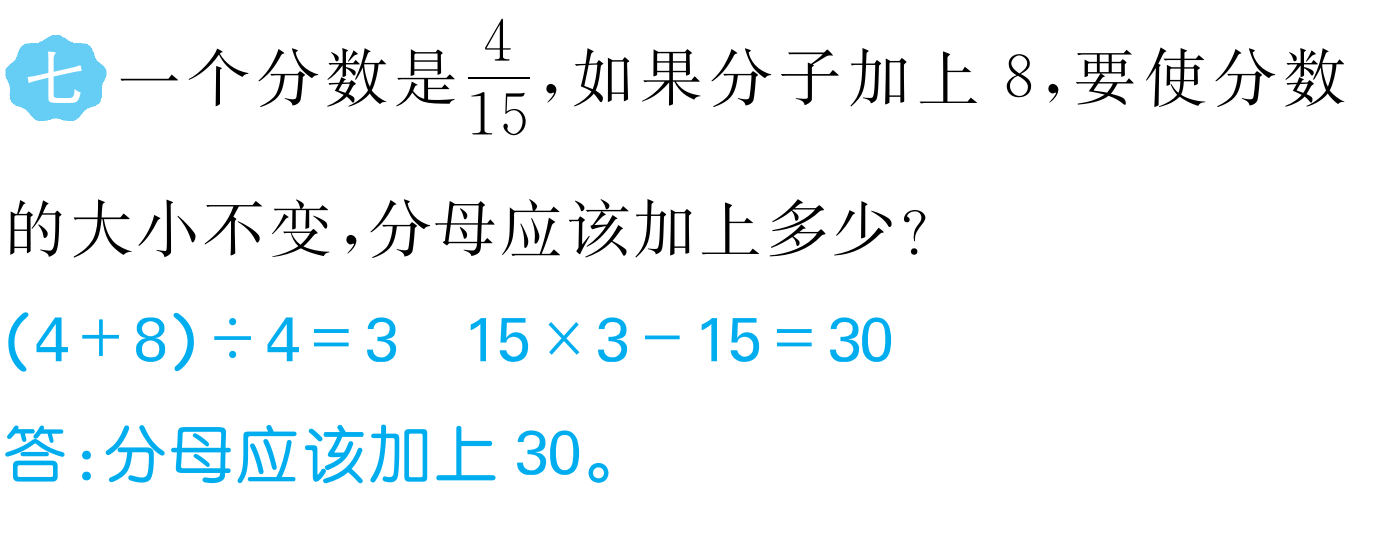 七 一个分数是4/15,如果分子加上 8,要使分数
的大小不变,分母应该加上多少?
(4+8)÷4=3 15×3-15=30
答:分母应该加上 30。